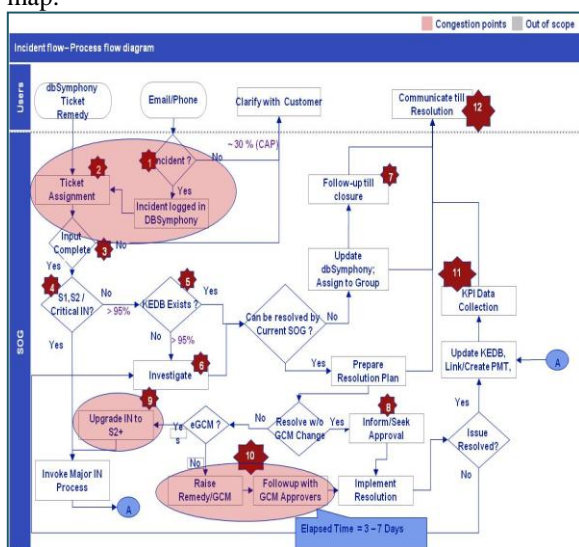 map.
Congestion points
Out of scope
Incident flow– Process flow diagram
Users
dbSymphony
Ticket
Remedy
Email/Phone
Clarify with Customer
Communicate till
Resolution
12
SOG
1
Incident ?
No
~ 30 % (CAP)
2
Ticket
Assignment
Yes
Incident logged in
DBSymphony
7
Follow-up till
closure
Input
Complete
3
No
Yes
4
S1,S2 /
Critical IN?
No
> 95%
5
KEDB Exists ?
Yes
Update
dbSymphony;
Assign to Group
11
KPI Data
Collection
Can be
resolved by
Current SOG ?
No
No
> 95%
Yes
Investigate
6
Yes
Prepare
Resolution Plan
Update KEDB,
Link/Create PMT,
A
9
Upgrade IN to
S2+
Ye
s
eGCM ?
No
Resolve w/o
GCM Change
Yes
8
Inform/Seek
Approval
Yes
Issue
Resolved?
No
10
No
Invoke Major IN
Process
Raise
Remedy/GCM
Followup with
GCM Approvers
Implement
Resolution
A
Elapsed Time = 3 – 7 Days